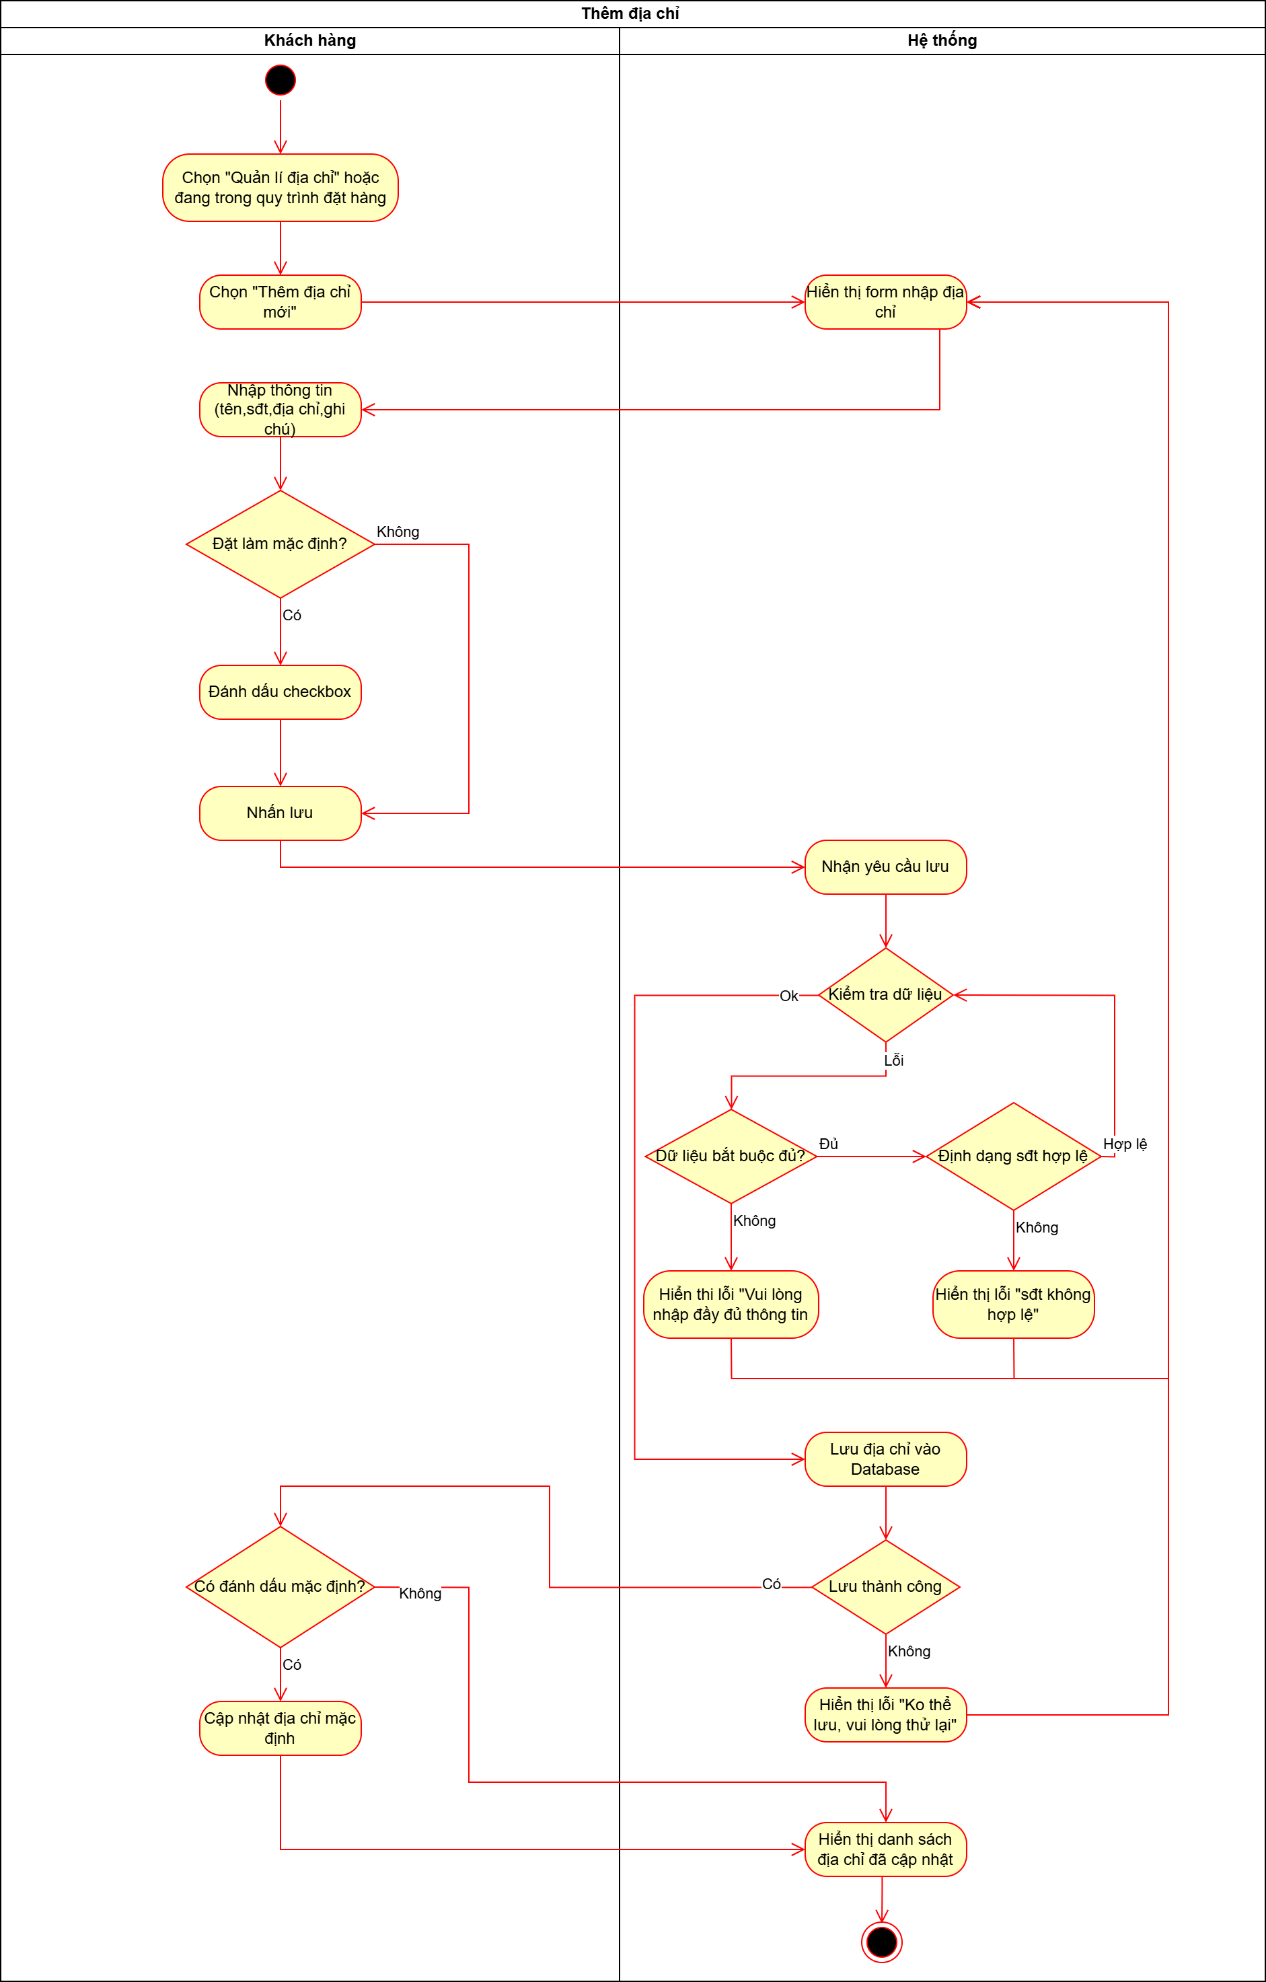 Thêm địa chỉ
Khách hàng
Hệ thống
Chọn "Quản lí địa chỉ" hoặc
đang trong quy trình đặt hàng
Chọn "Thêm địa chỉ
mới"
Hiển thị form nhập địa
chỉ
Nhập thông tin
(tên,sđt,địa chỉ,ghi
chú)
Đặt làm mặc định?
Không
Có
Đánh dấu checkbox
Nhấn lưu
Nhận yêu cầu lưu
Kiểm tra dữ liệu
Ok
Lỗi
Dữ liệu bắt buộc đủ?
Đủ
Định dạng sđt hợp lệ
Hợp lệ
Không
Không
Hiển thi lỗi "Vui lòng
nhập đầy đủ thông tin
Hiển thị lỗi "sđt không
hợp lệ"
Lưu địa chỉ vào
Database
Có đánh dấu mặc định?
Không
Có
Lưu thành công
Có
Không
Cập nhật địa chỉ mặc
định
Hiển thị lỗi "Ko thể
lưu, vui lòng thử lại"
Hiển thị danh sách
địa chỉ đã cập nhật